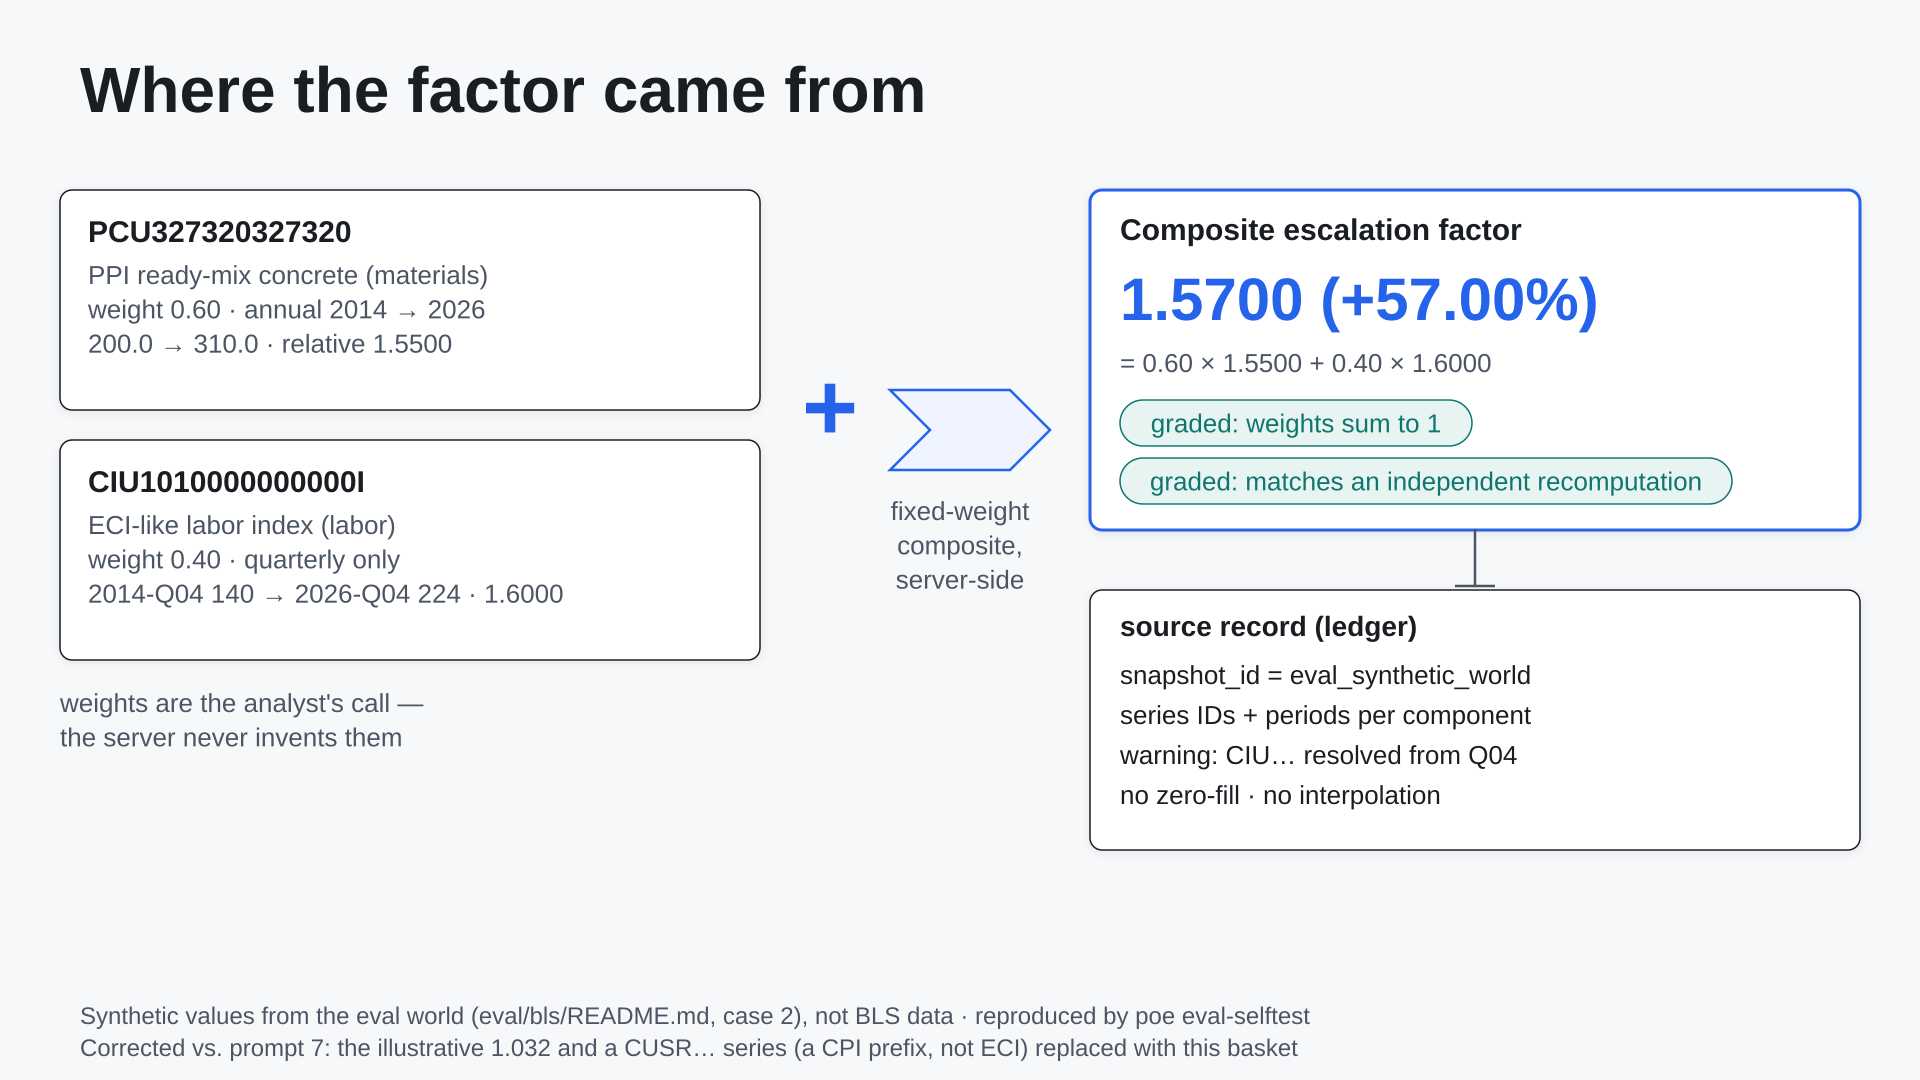 Where the factor came from
PCU327320327320
PPI ready-mix concrete (materials)
weight 0.60 · annual 2014 → 2026
200.0 → 310.0 · relative 1.5500
CIU1010000000000I
ECI-like labor index (labor)
weight 0.40 · quarterly only
2014-Q04 140 → 2026-Q04 224 · 1.6000
weights are the analyst's call —
the server never invents them
+
fixed-weight
composite,
server-side
Composite escalation factor
1.5700 (+57.00%)
= 0.60 × 1.5500 + 0.40 × 1.6000
graded: weights sum to 1
graded: matches an independent recomputation
source record (ledger)
snapshot_id = eval_synthetic_world
series IDs + periods per component
warning: CIU… resolved from Q04
no zero-fill · no interpolation
Synthetic values from the eval world (eval/bls/README.md, case 2), not BLS data · reproduced by poe eval-selftest
Corrected vs. prompt 7: the illustrative 1.032 and a CUSR… series (a CPI prefix, not ECI) replaced with this basket